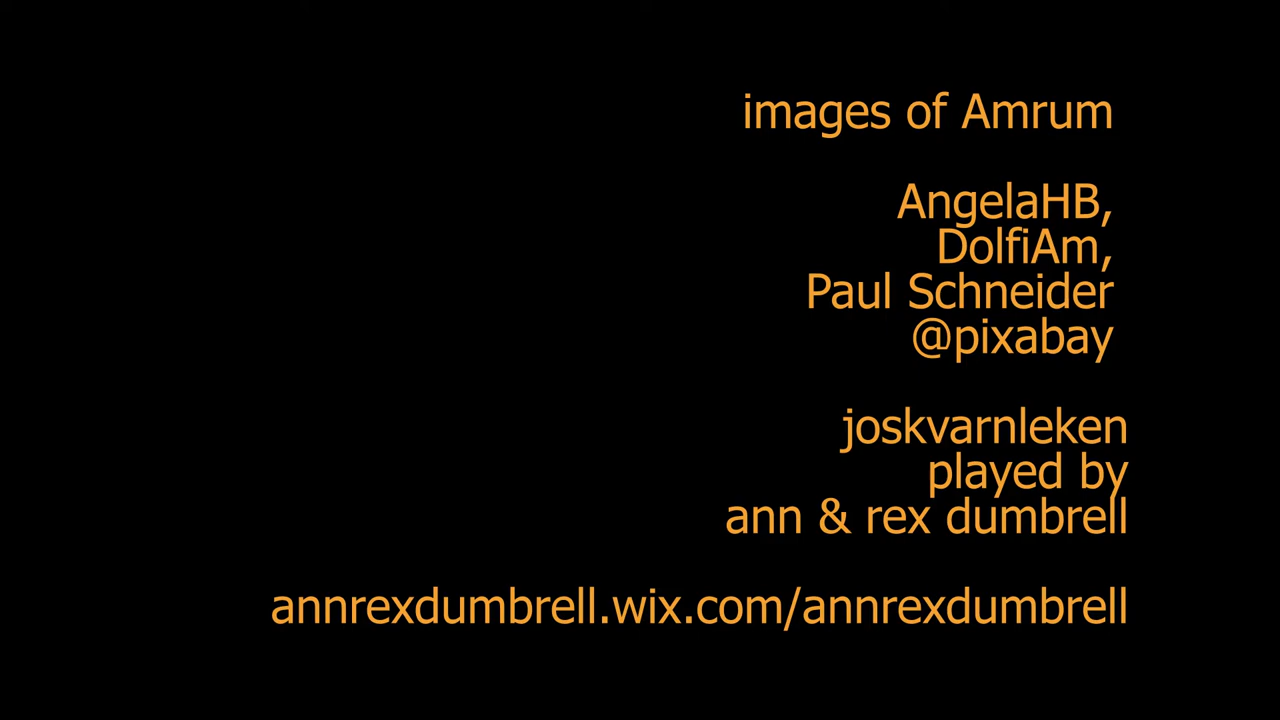 images of Amrum
AngelaHB,
DolfiAm,
Paul Schneider
@pixabay
joskvarnleken
played by
ann & rex dumbrell
annrexdumbrell.wix.com/annrexdumbrell